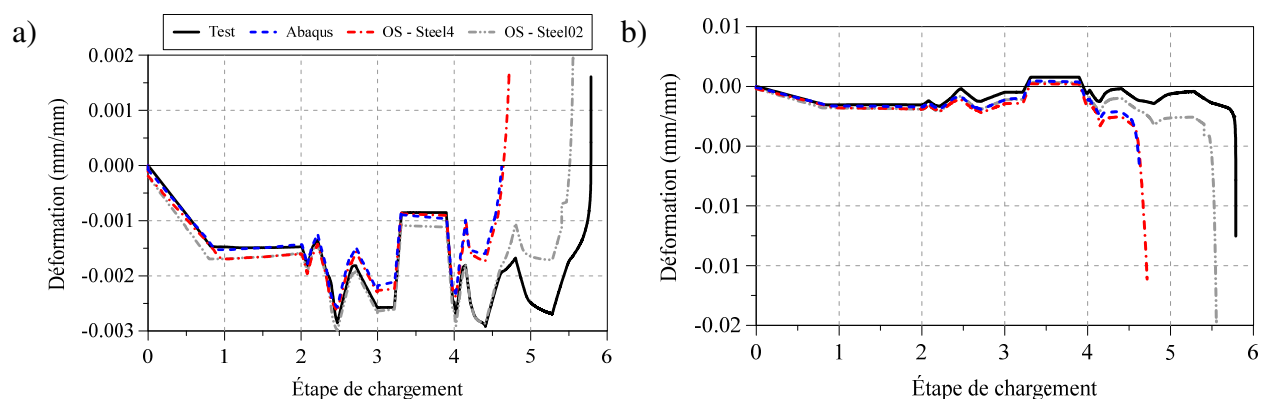 a)
Test Abaqus OS - Steel4 OS - Steel02
0.002
0.001
0.000
-0.001
-0.002
-0.003
Déformation (mm/mm)
0 1 2 3 4 5 6
Étape de chargement
b)
0.01
0.00
-0.00
-0.01
-0.01
-0.02
Déformation (mm/mm)
0 1 2 3 4 5 6
Étape de chargement